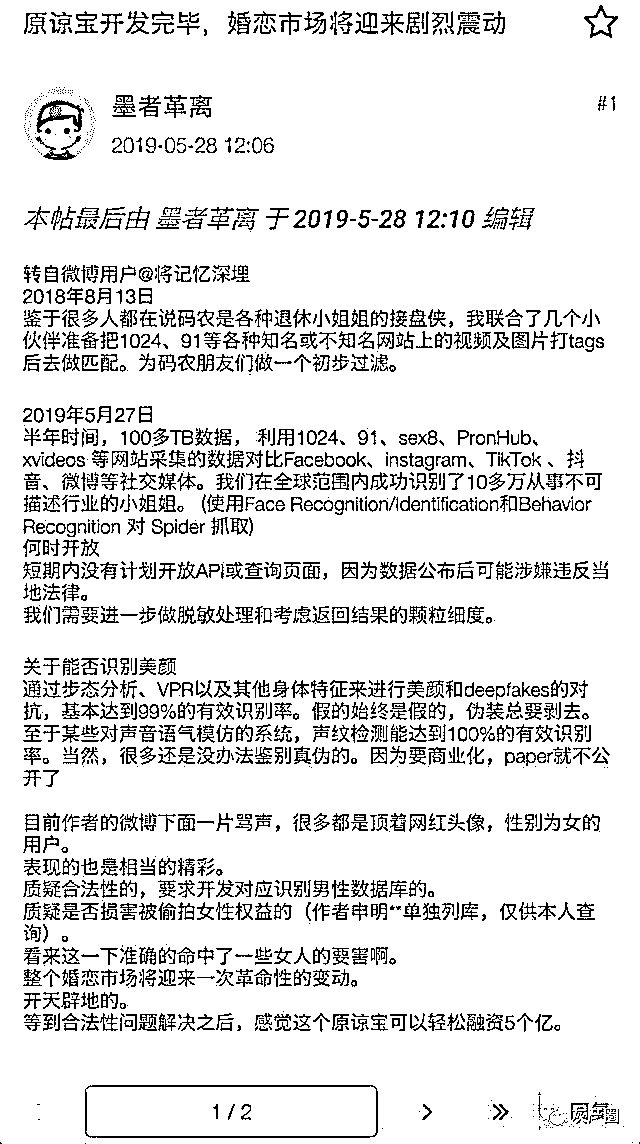 原谅宝开发完毕，婚恋市场将迎来剧烈震动
墨者革离
#1
2019-05-28 12:06
本帖最后由 墨者革离 于 2019-5-28 12:10 编辑
转自微博用户@将记忆深埋
2018年8月13日
鉴于很多人都在说码农是各种退休小姐姐的接盘侠，我联合了几个小
伙伴准备把1024、91等各种知名或不知名网站上的视频及图片打tags
后去做匹配。为码农朋友们做一个初步过滤。
2019年5月27日
半年时间，100多TB数据， 利用1024、91、sex8、PronHub、
xvideos 等网站采集的数据对比Facebook、instagram、TikTok 、抖
音、微博等社交媒体。我们在全球范围内成功识别了10多万从事不可
描述行业的小姐姐。 (使用Face Recognition/Identification和Behavior
Recognition 对 Spider 抓取)
何时开放
短期内没有计划开放API或查询页面，因为数据公布后可能涉嫌违反当
地法律。
我们需要进一步做脱敏处理和考虑返回结果的颗粒细度。
关于能否识别美颜
通过步态分析、VPR以及其他身体特征来进行美颜和deepfakes的对
抗，基本达到99%的有效识别率。假的始终是假的，伪装总要剥去。
至于某些对声音语气模仿的系统，声纹检测能达到100%的有效识别
率。当然，很多还是没办法鉴别真伪的。因为要商业化，paper就不公
开了
目前作者的微博下面一片骂声，很多都是顶着网红头像，性别为女的
用户。
表现的也是相当的精彩。
质疑合法性的，要求开发对应识别男性数据库的。
质疑是否损害被偷拍女性权益的（作者申明**单独列库，仅供本人查
询）。
看来这一下准确的命中了一些女人的要害啊。
整个婚恋市场将迎来一次革命性的变动。
开天辟地的。
等到合法性问题解决之后，感觉这个原谅宝可以轻松融资5个亿。
1 / 2